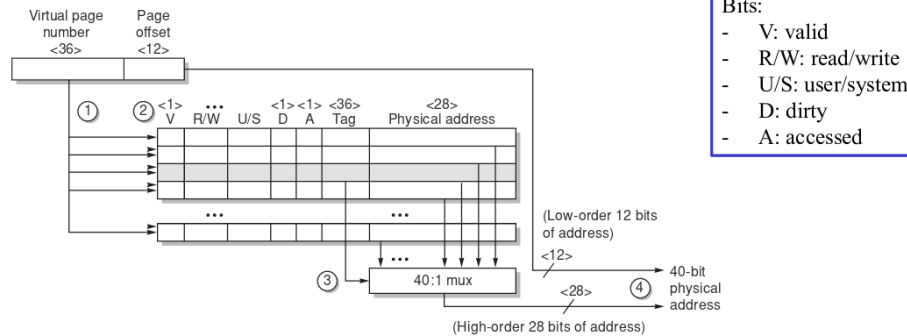 Virtual page
number
<36>
Page
offset
<12>
Bits:
- V: valid
- R/W: read/write
- U/S: user/system
- D: dirty
- A: accessed
1
2
<1> ••• <1> <1> <36> <28>
V R/W U/S D A Tag Physical address
••• •••
•••
3
40:1 mux
(Low-order 12 bits
of address)
<12>
<28>
4
40-bit
physical
address
(High-order 28 bits of address)